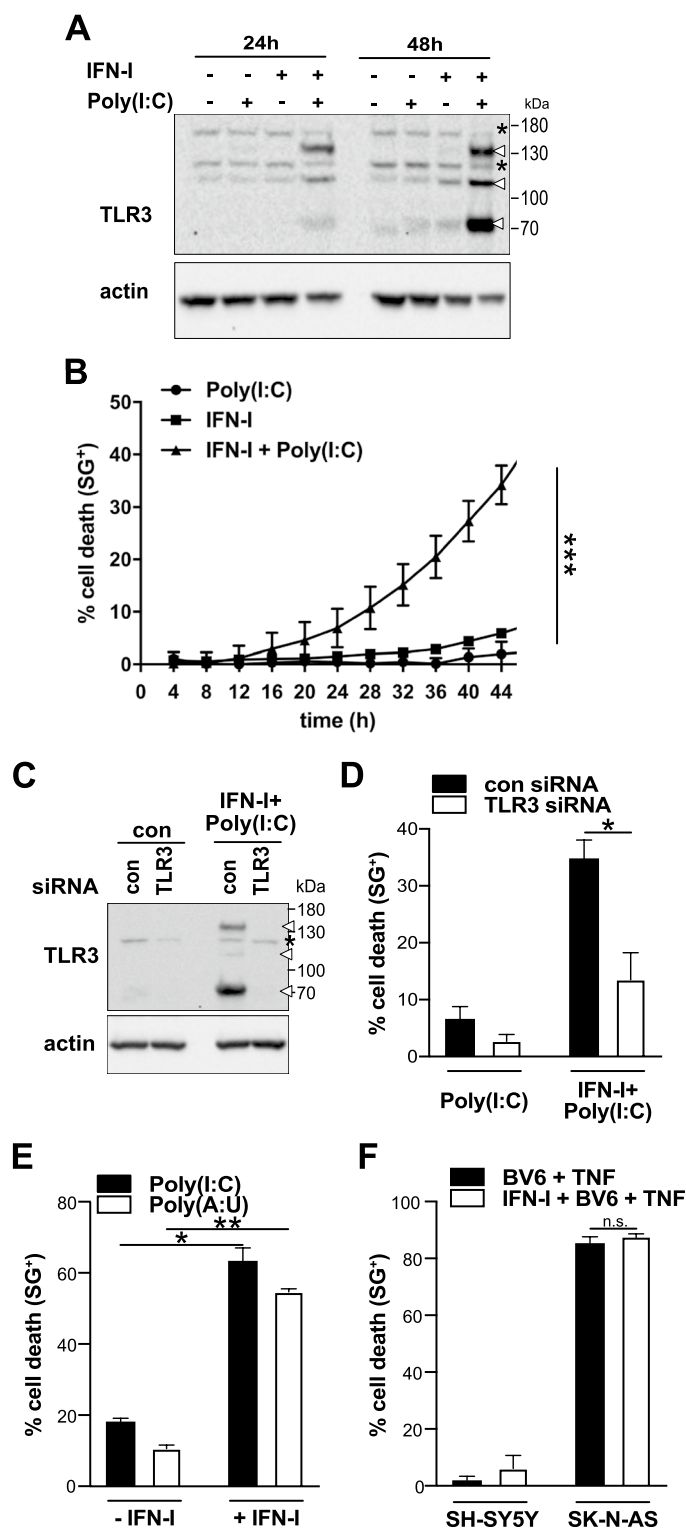 A
24h 48h
IFN-I - - + + - - + +
Poly(I:C) - + - + - + - + kDa
* 180
130
*
100
TLR3
70
actin
B
Poly(I:C)
IFN-I
IFN-I + Poly(I:C)
% cell death (SG+)
50
40
30
20
10
0
***
0 4 8 12 16 20 24 28 32 36 40 44
time (h)
C
con IFN-I+
Poly(I:C)
siRNA con TLR3 con TLR3 kDa
180
130
TLR3 *
100
70
actin
D
con siRNA
TLR3 siRNA
% cell death (SG+)
40
30
20
10
0
*
Poly(I:C) IFN-I+
Poly(I:C)
E
Poly(I:C)
Poly(A:U)
% cell death (SG+)
80
60
40
20
0
**
*
- IFN-I + IFN-I
F
BV6 + TNF
IFN-I + BV6 + TNF
% cell death (SG+)
100
80
60
40
20
0
n.s.
SH-SY5Y SK-N-AS